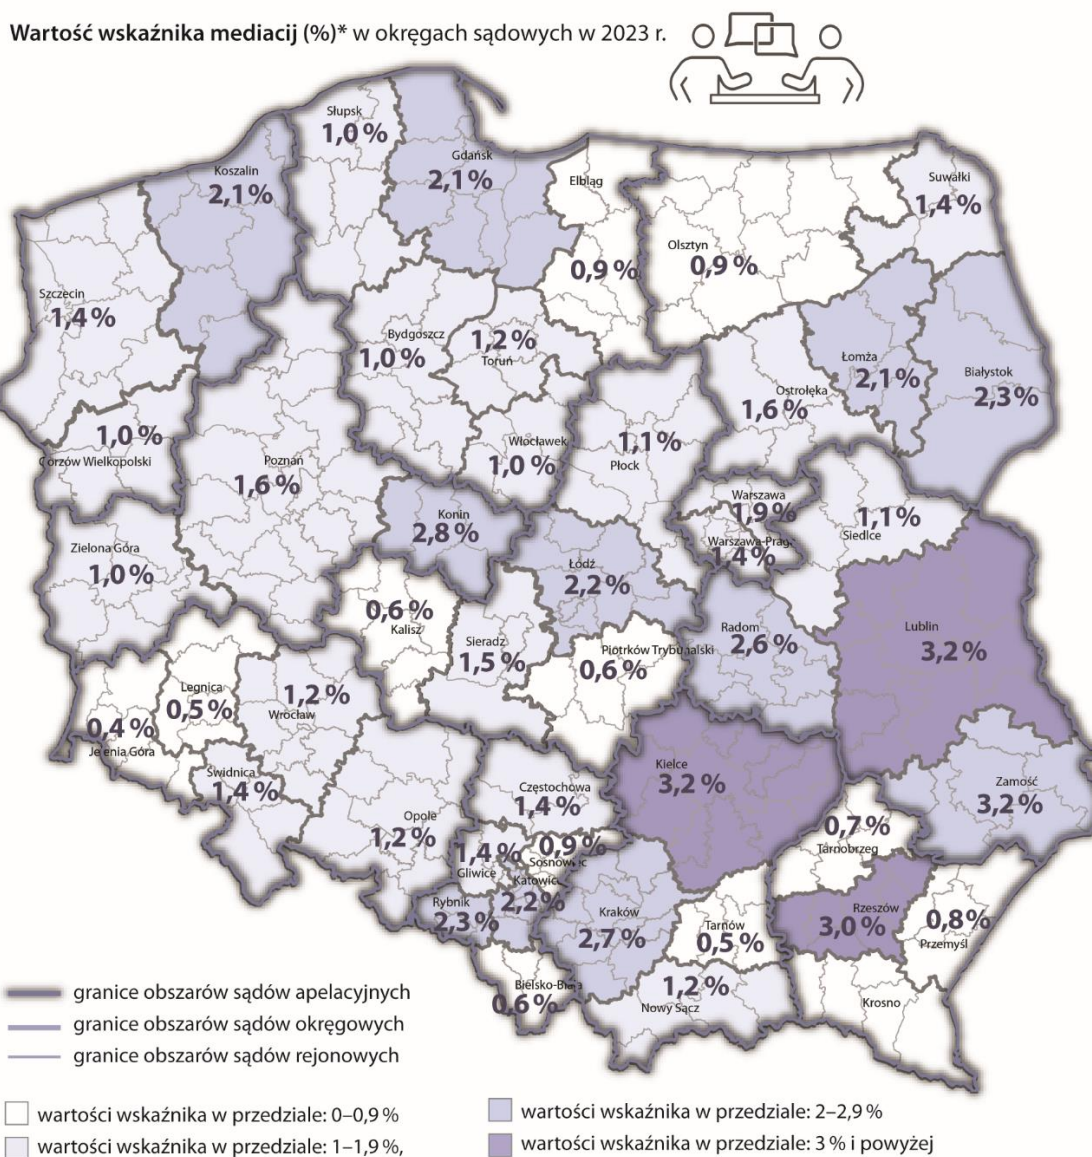 Wartość wskaźnika mediacij (%)* w okręgach sądowych w 2023 r.
Słupsk
1,0 %
Gdańsk
2,1 %
Koszalin
2,1 %
Elbląg
0,9 %
Suwałki
1,4 %
Olsztyn
0,9 %
Szczecin
1,4 %
Bydgoszcz
1,0 %
1,2 %
Toruń
Łomża
2,1 %
Białystok
2,3 %
Ostrołęka
1,6 %
1,0 %
Gorzów Wielkopolski
Poznań
1,6 %
Włocławek
1,0 %
1,1 %
Płock
Warszawa
1,9 %
Warszawa-Prag
1,4 %
1,1 %
Siedlce
Konin
2,8 %
Zielona Góra
1,0 %
Łódź
2,2 %
0,6 %
Kalisz
Sieradz
1,5 %
Piotrków Trybunalski
0,6 %
Radom
2,6 %
Lublin
3,2 %
Legnica
0,5 %
1,2 %
Wrocław
0,4 %
Je enia Góra
Świdnica
1,4 %
Kielce
3,2 %
Zamość
3,2 %
Częstochowa
1,4 %
Opole
1,2 %
0,7 %
Tarnobrzeg
1,4 %
Gliwice
0,9 %
Sosnowiec
Katowic
2,2 %
Rybnik
2,3 %
Kraków
2,7 %
Tarnów
0,5 %
Rzeszów
3,0 %
0,8 %
Przemyśl
Bielsko-Biała
0,6 %
1,2 %
Nowy Sącz
Krosno
granice obszarów sądów apelacyjnych
granice obszarów sądów okręgowych
granice obszarów sądów rejonowych
wartości wskaźnika w przedziale: 0–0,9 %
wartości wskaźnika w przedziale: 1–1,9 %,
wartości wskaźnika w przedziale: 2–2,9 %
wartości wskaźnika w przedziale: 3 % i powyżej